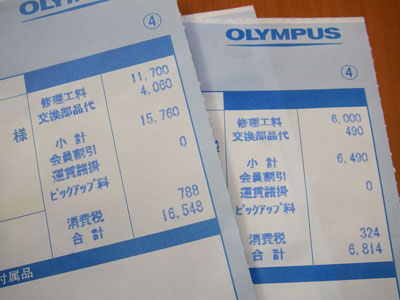 OLYMPUS
④
様
修理工料 11,700
交換部品代 4,060
小計 15,760
会員割引
運賃諸掛 0
ピックアップ料
消費税 788
合計 16,548
付属品
OLYMPUS
④
修理工料 6,000
交換部品代 490
小計 6,490
会員割引
運賃諸掛 0
ピックアップ料
消費税 324
合計 6,814